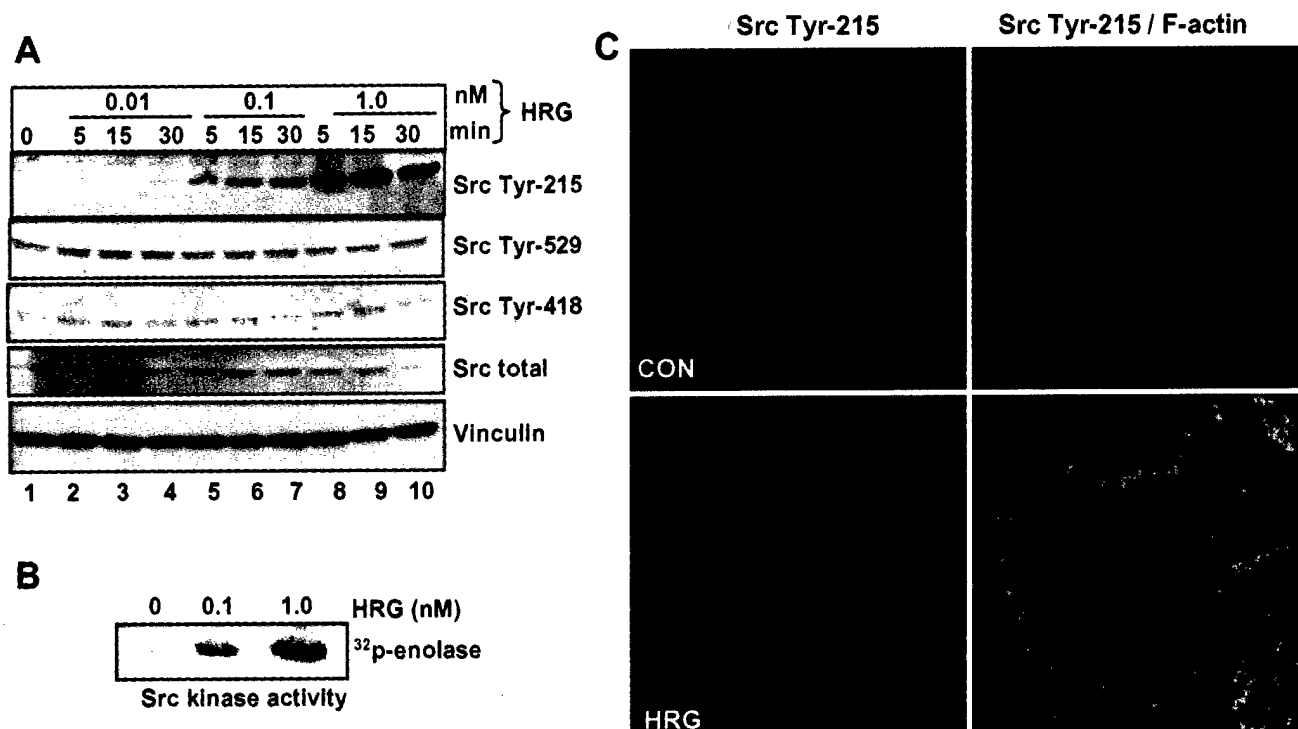 A
0.01 0.1 1.0 nM
0 5 15 30 5 15 30 5 15 30 min
HRG
Src Tyr-215
Src Tyr-529
Src Tyr-418
Src total
Vinculin
1 2 3 4 5 6 7 8 9 10
B
0 0.1 1.0 HRG (nM)
³²p-enolase
Src kinase activity
C
Src Tyr-215 Src Tyr-215 / F-actin
CON
HRG